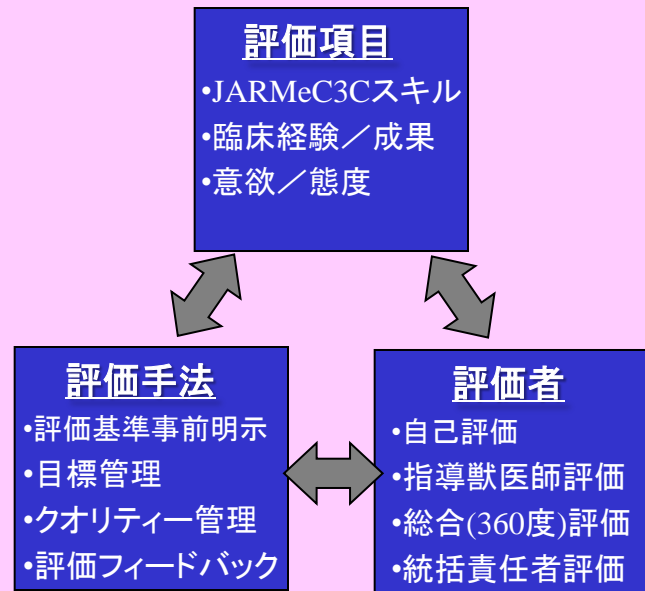 評価項目
•JARMeC3Cスキル
•臨床経験／成果
•意欲／態度
評価手法
•評価基準事前明示
•目標管理
•クオリティー管理
•評価フィードバック
評価者
•自己評価
•指導獣医師評価
•総合(360度)評価
•統括責任者評価